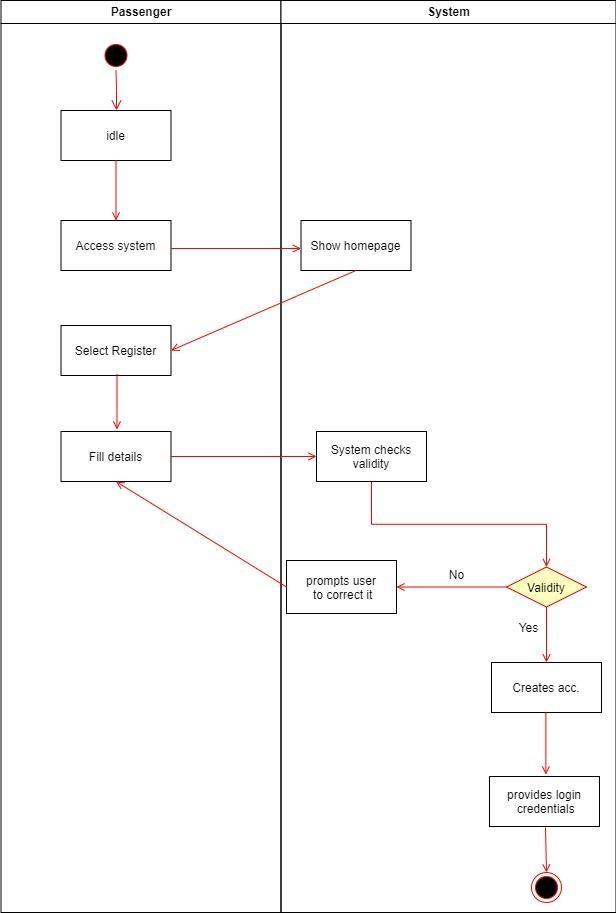 Passenger
System
idle
Access system
Show homepage
Select Register
Fill details
System checks
validity
prompts user
to correct it
No
Validity
Yes
Creates acc.
provides login
credentials